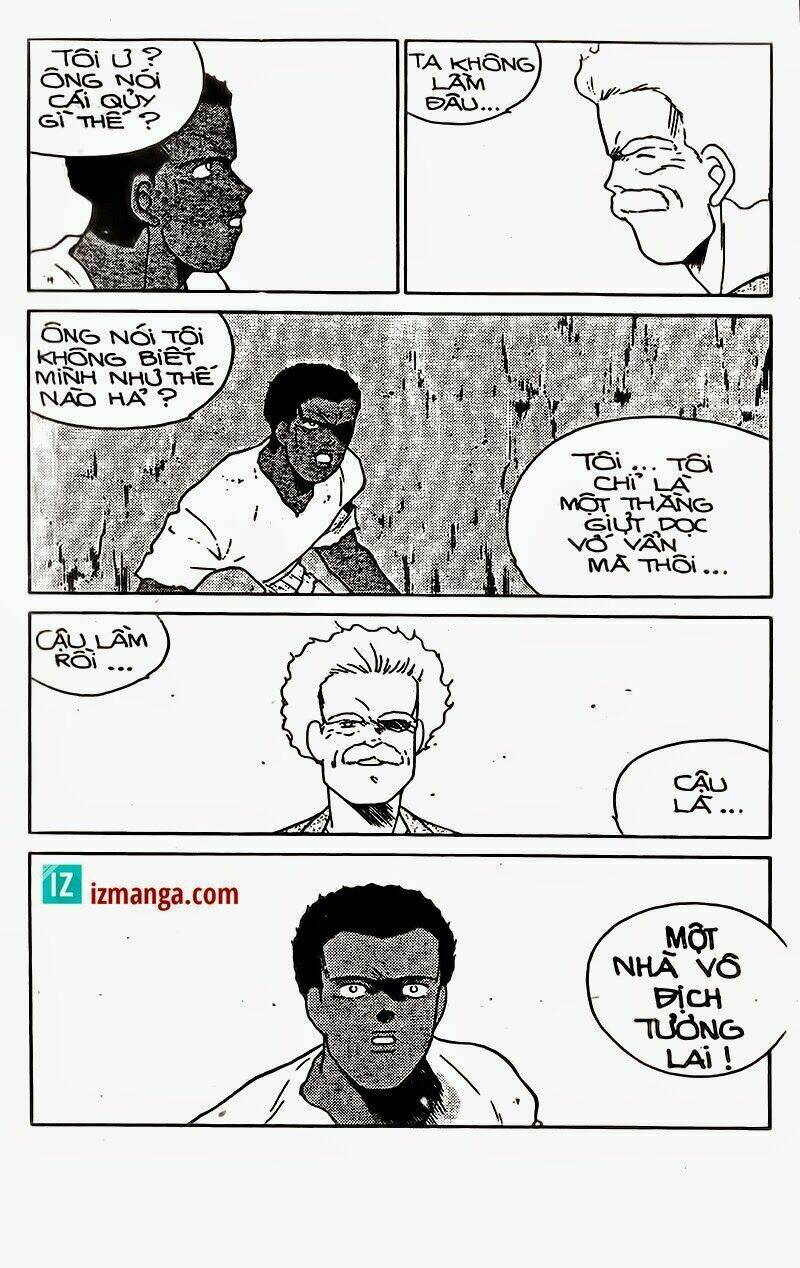 TÔI Ư ?
ÔNG NÓI
CÁI QUỶ
GÌ THẾ ?
TA KHÔNG
LẦM
ĐÂU...
ÔNG NÓI TÔI
KHÔNG BIẾT
MÌNH NHƯ THẾ
NÀO HẢ ?
TÔI ... TÔI
CHỈ LÀ
MỘT THẰNG
GIỰT DỌC
VỚ VẨN
MÀ THÔI ...
CẬU LẦM
RỒI ...
CẬU
LÀ ...
IZ izmanga.com
MỘT
NHÀ VÔ
ĐỊCH
TƯƠNG
LAI !